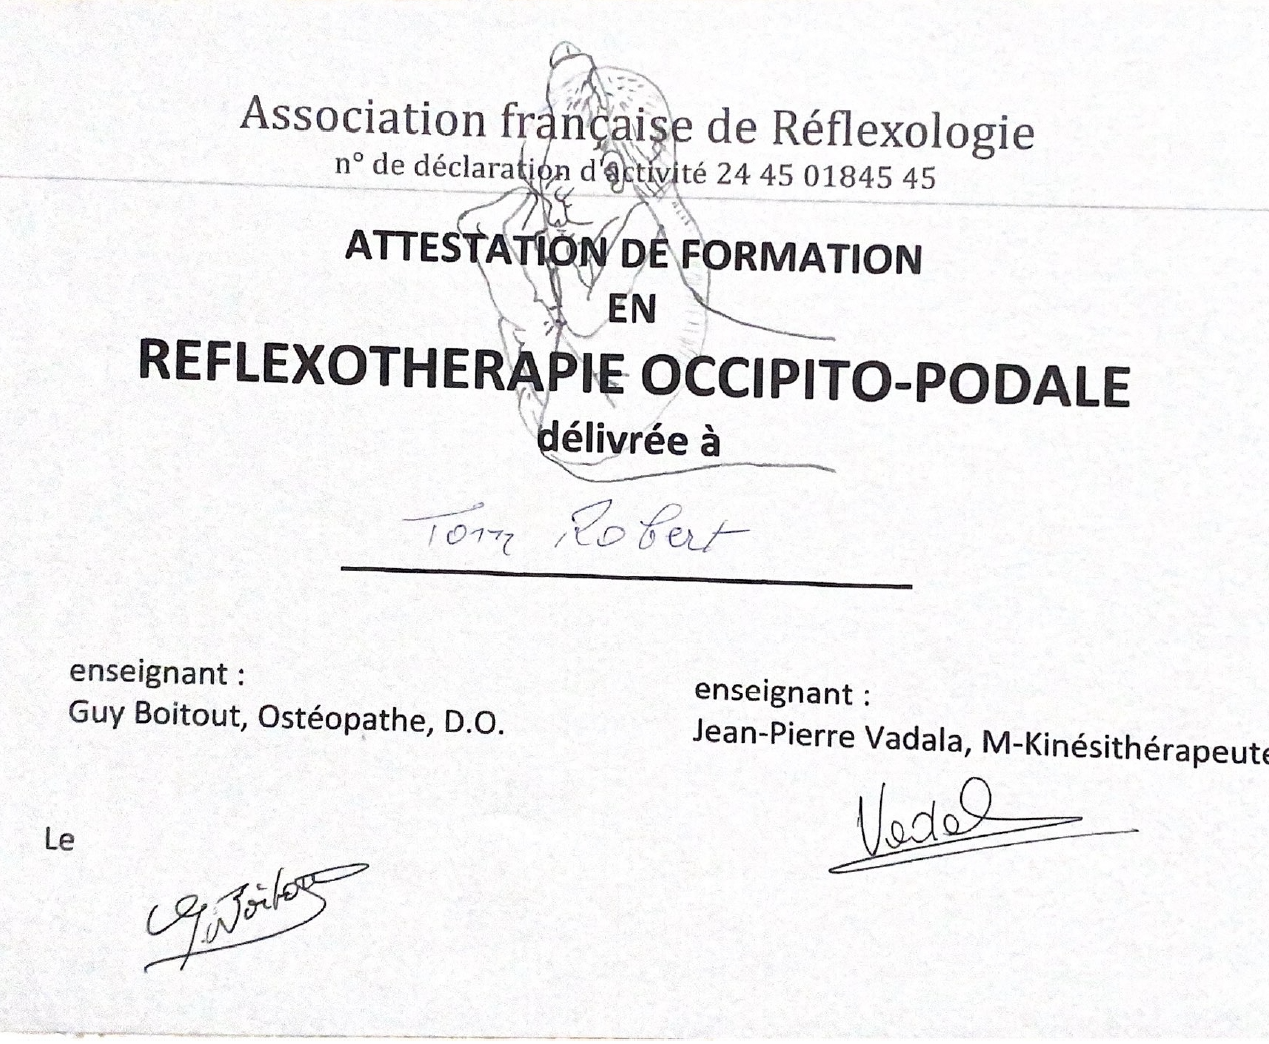 Association française de Réflexologie
n° de déclaration d'activité 24 45 01845 45
ATTESTATION DE FORMATION
EN
REFLEXOTHERAPIE OCCIPITO-PODALE
délivrée à
Tom Robert
enseignant :
Guy Boitout, Ostéopathe, D.O.
enseignant :
Jean-Pierre Vadala, M-Kinésithérapeute
Le
G. Boitout
Vadal